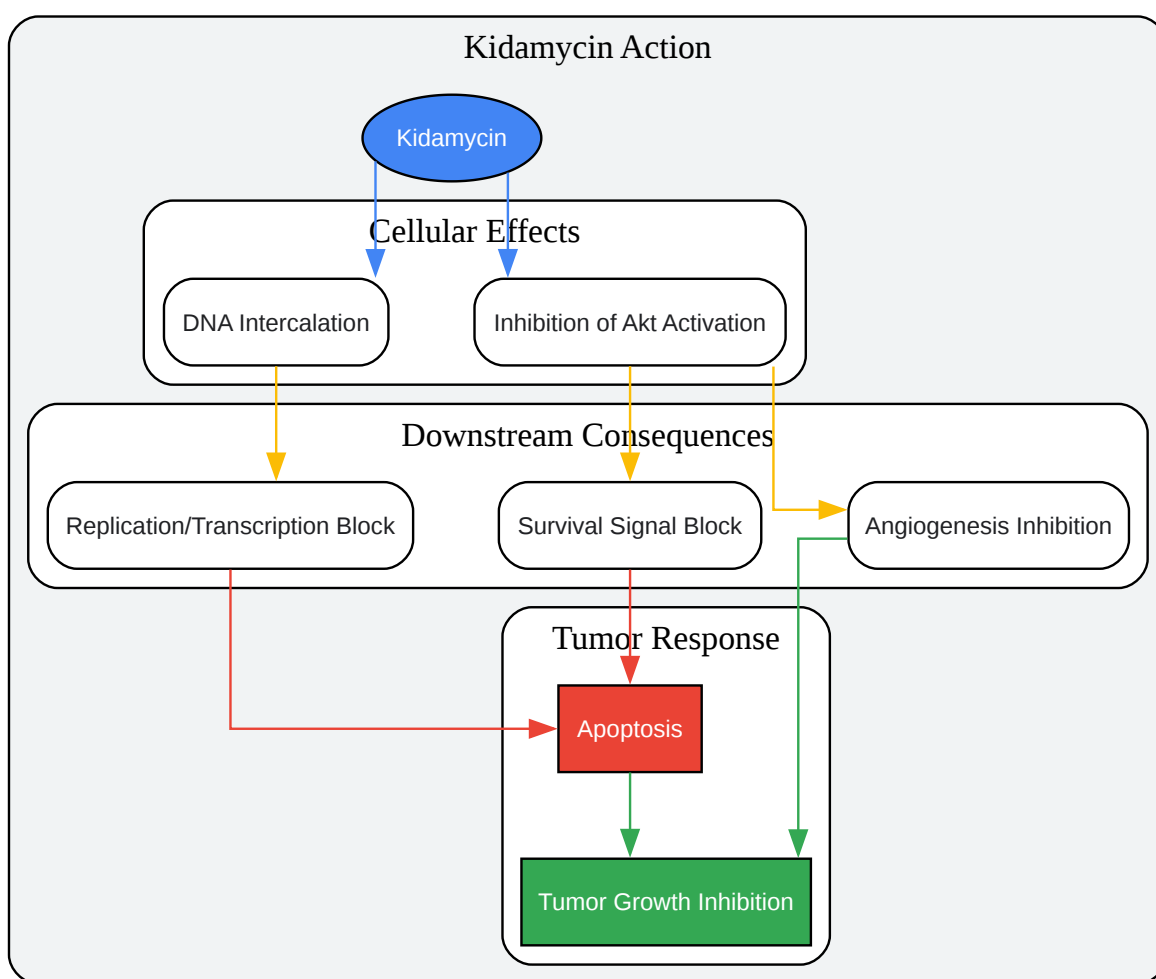 Kidamycin Action
Kidamycin
Cellular Effects
DNA Intercalation
Inhibition of Akt Activation
Downstream Consequences
Replication/Transcription Block
Survival Signal Block
Angiogenesis Inhibition
Tumor Response
Apoptosis
Tumor Growth Inhibition